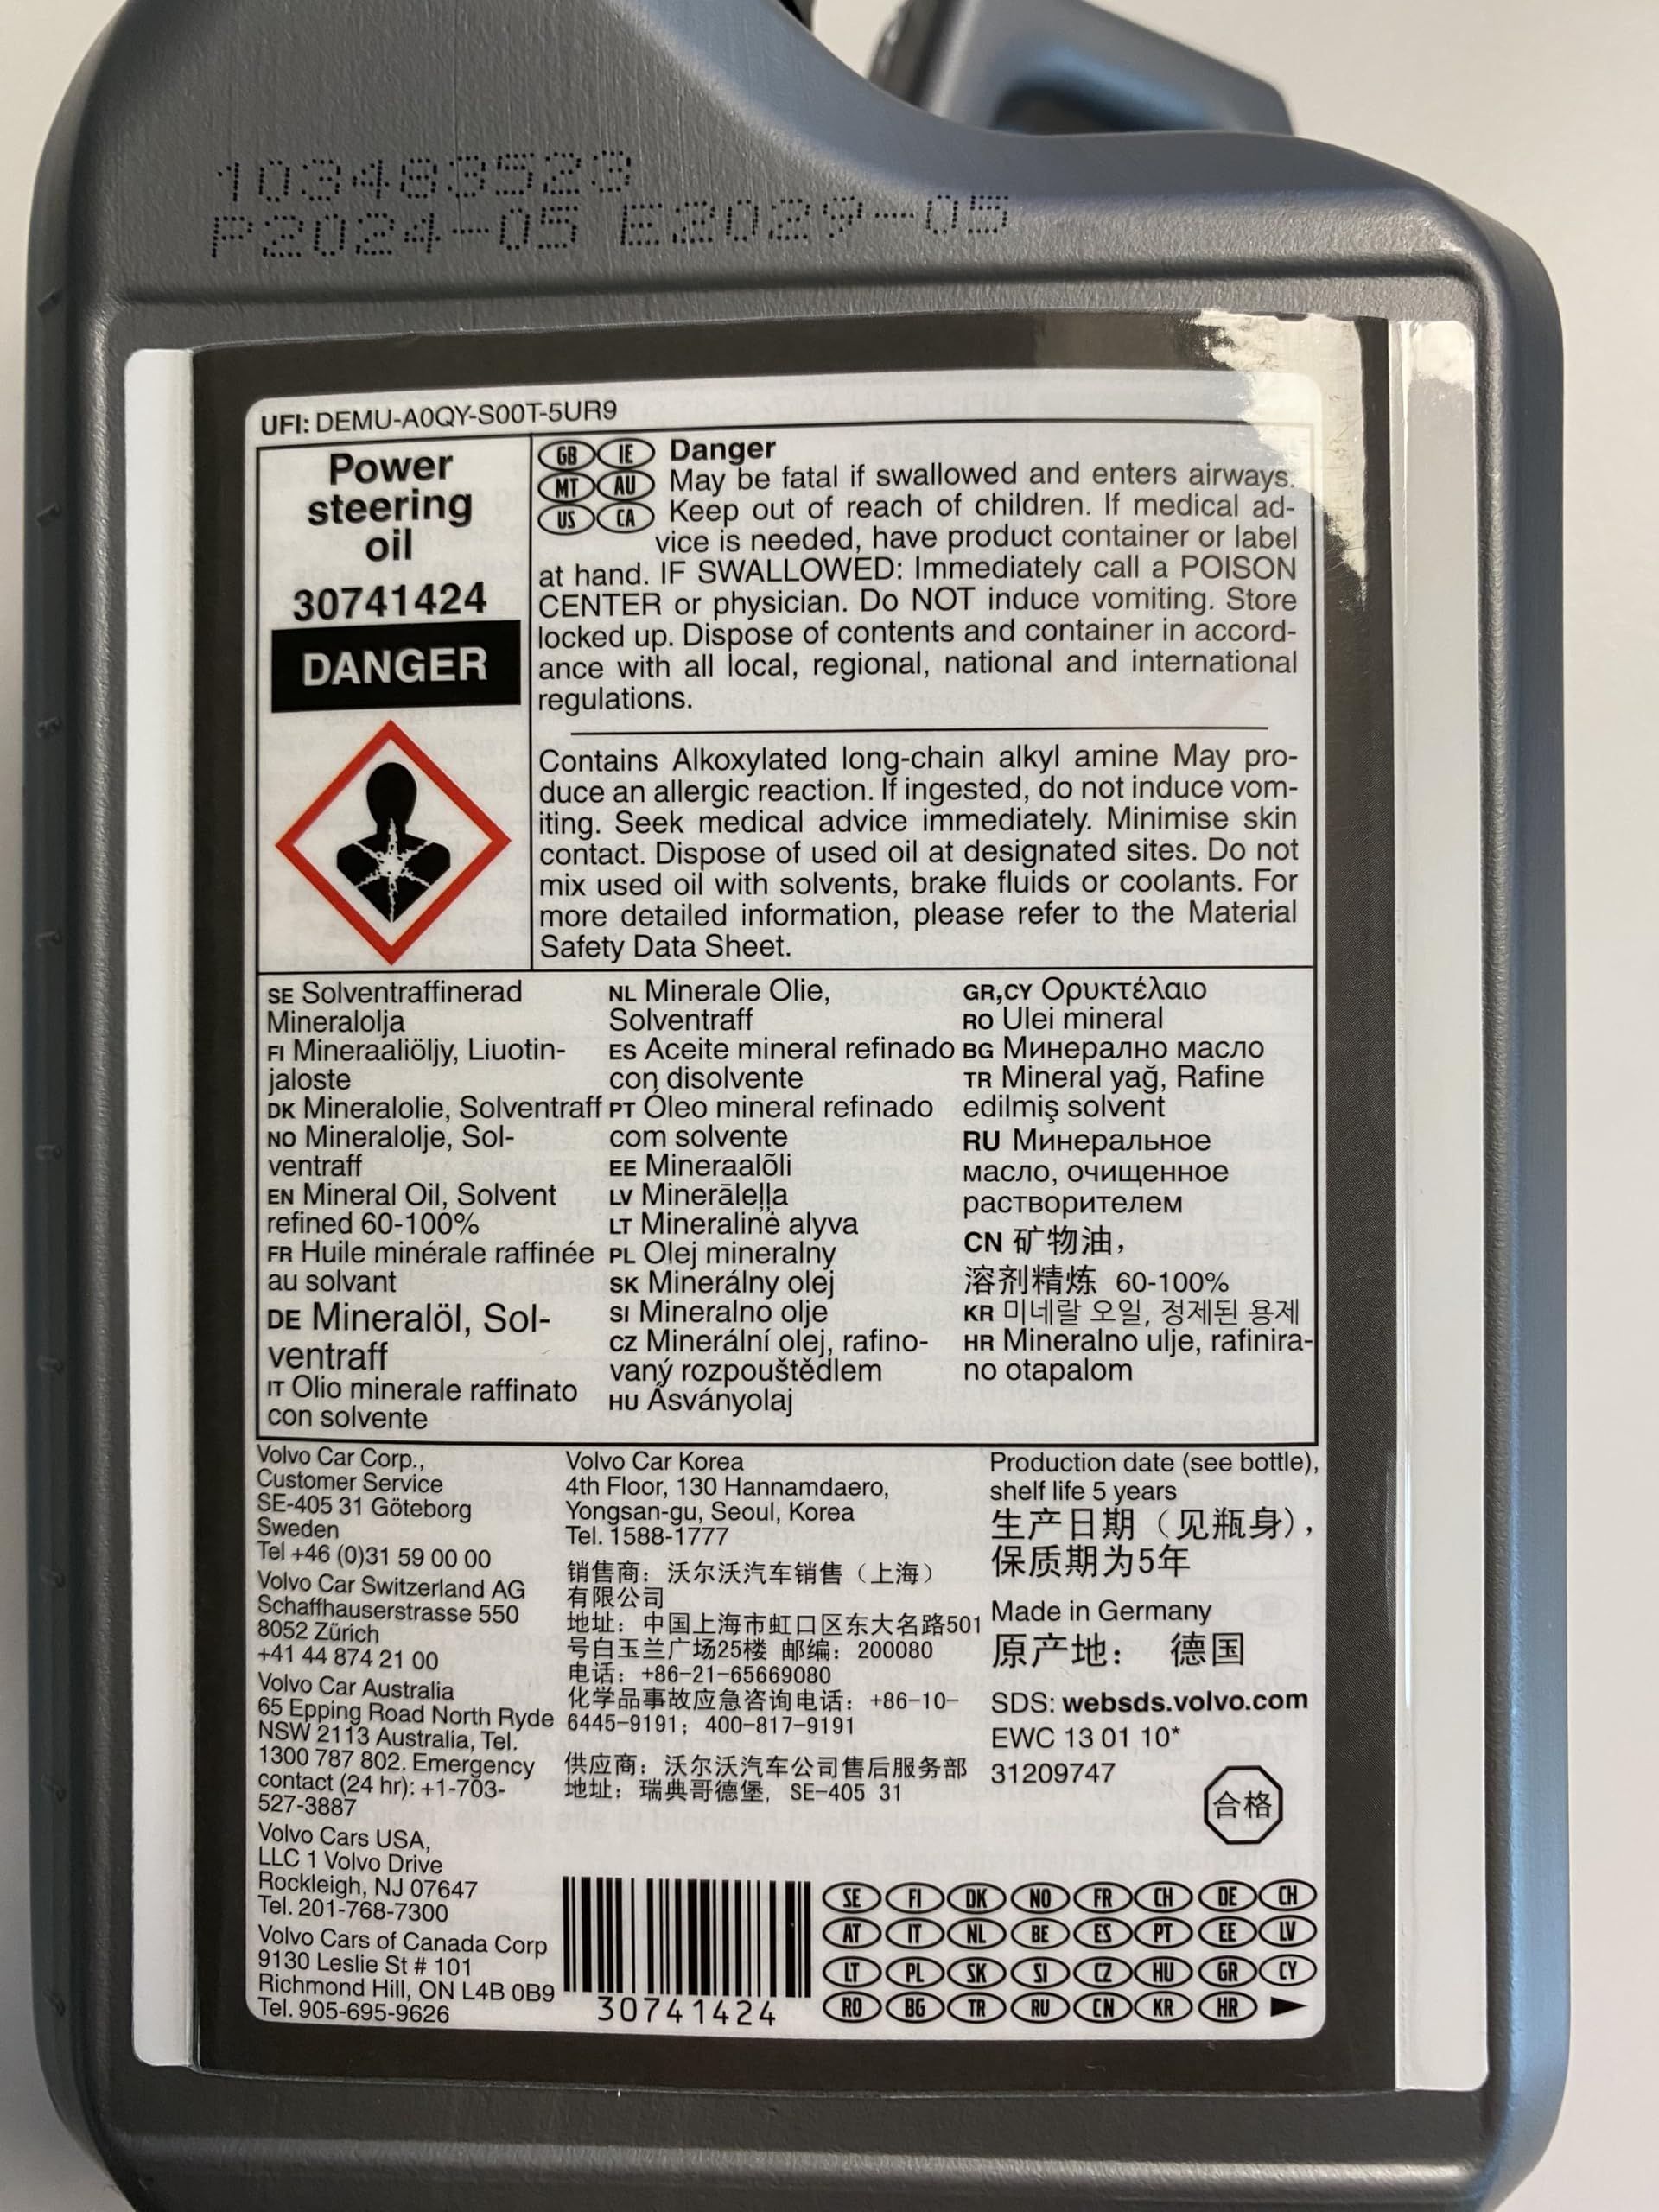 103483523
P2024-05 E2029-05
UFI: DEMU-A0QY-S00T-5UR9
Power
steering
oil
30741424
DANGER
GB IE Danger
MT AU May be fatal if swallowed and enters airways.
US CA Keep out of reach of children. If medical ad-
vice is needed, have product container or label
at hand. IF SWALLOWED: Immediately call a POISON
CENTER or physician. Do NOT induce vomiting. Store
locked up. Dispose of contents and container in accord-
ance with all local, regional, national and international
regulations.
Contains Alkoxylated long-chain alkyl amine May pro-
duce an allergic reaction. If ingested, do not induce vom-
iting. Seek medical advice immediately. Minimise skin
contact. Dispose of used oil at designated sites. Do not
mix used oil with solvents, brake fluids or coolants. For
more detailed information, please refer to the Material
Safety Data Sheet.
SE Solventraffinerad
Mineralolja
FI Mineraaliöljy, Liuotin-
jaloste
DK Mineralolie, Solventraff
NO Mineralolje, Sol-
ventraff
EN Mineral Oil, Solvent
refined 60-100%
FR Huile minérale raffinée
au solvant
DE Mineralöl, Sol-
ventraff
IT Olio minerale raffinato
con solvente
NL Minerale Olie,
Solventraff
ES Aceite mineral refinado
con disolvente
PT Óleo mineral refinado
com solvente
EE Mineraalõli
LV Minerāleļļa
LT Mineralinė alyva
PL Olej mineralny
SK Minerálny olej
SI Mineralno olje
CZ Minerální olej, rafino-
vaný rozpouštědlem
HU Ásványolaj
GR,CY Ορυκτέλαιο
RO Ulei mineral
BG Минерално масло
TR Mineral yağ, Rafine
edilmiş solvent
RU Минеральное
масло, очищенное
растворителем
CN 矿物油，
溶剂精炼 60-100%
KR 미네랄 오일, 정제된 용제
HR Mineralno ulje, rafinira-
no otapalom
Volvo Car Corp.,
Customer Service
SE-405 31 Göteborg
Sweden
Tel +46 (0)31 59 00 00
Volvo Car Switzerland AG
Schaffhauserstrasse 550
8052 Zürich
+41 44 874 21 00
Volvo Car Australia
65 Epping Road North Ryde
NSW 2113 Australia, Tel.
1300 787 802. Emergency
contact (24 hr): +1-703-
527-3887
Volvo Cars USA,
LLC 1 Volvo Drive
Rockleigh, NJ 07647
Tel. 201-768-7300
Volvo Cars of Canada Corp
9130 Leslie St # 101
Richmond Hill, ON L4B 0B9
Tel. 905-695-9626
Volvo Car Korea
4th Floor, 130 Hannamdaero,
Yongsan-gu, Seoul, Korea
Tel. 1588-1777
销售商：沃尔沃汽车销售（上海）
有限公司
地址：中国上海市虹口区东大名路501
号白玉兰广场25楼 邮编：200080
电话：+86-21-65669080
化学品事故应急咨询电话：+86-10-
6445-9191；400-817-9191
供应商：沃尔沃汽车公司售后服务部
地址：瑞典哥德堡，SE-405 31
30741424
Production date (see bottle),
shelf life 5 years
生产日期（见瓶身），
保质期为5年
Made in Germany
原产地： 德国
SDS: websds.volvo.com
EWC 13 01 10*
31209747
合格
SE FI DK NO FR CH DE CH
AT IT NL BE ES PT EE LV
LT PL SK SI CZ HU GR CY
RO BG TR RU CN KR HR